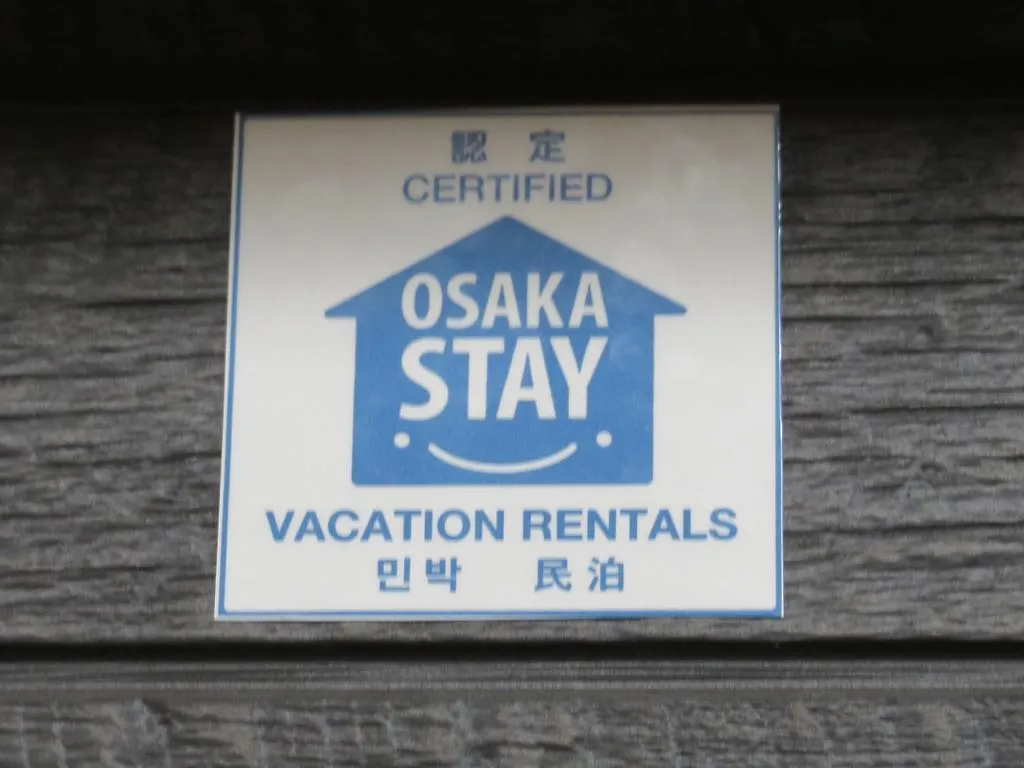 認 定
CERTIFIED
OSAKA
STAY
VACATION RENTALS
민박 民泊